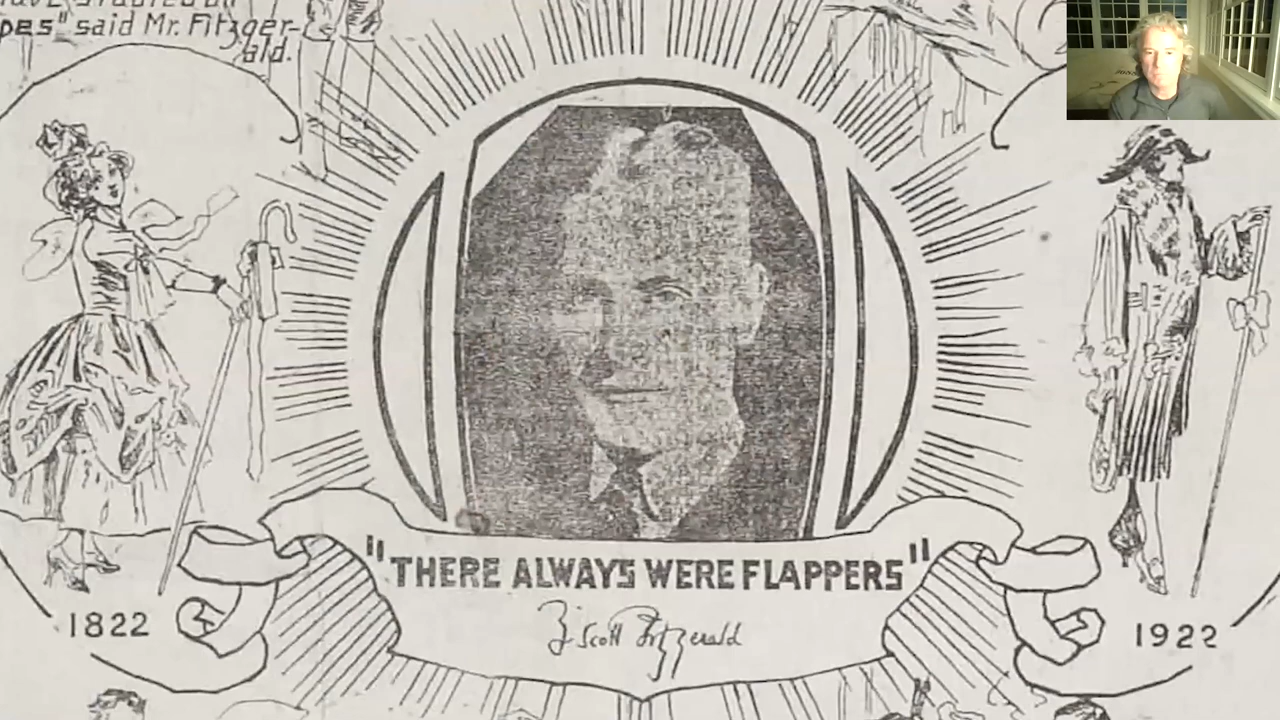 pes" said Mr. Fitzger-
ald.
"THERE ALWAYS WERE FLAPPERS"
F Scott Fitzgerald
1822
1922